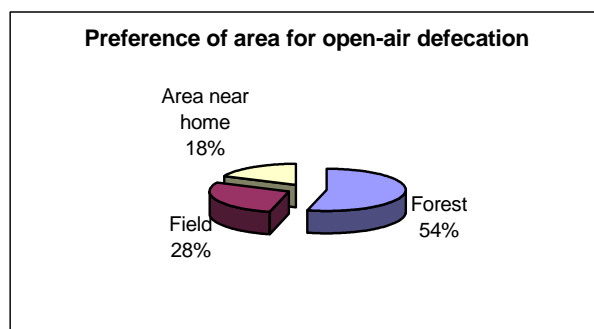 Preference of area for open-air defecation
Area near
home
18%
Forest
54%
Field
28%